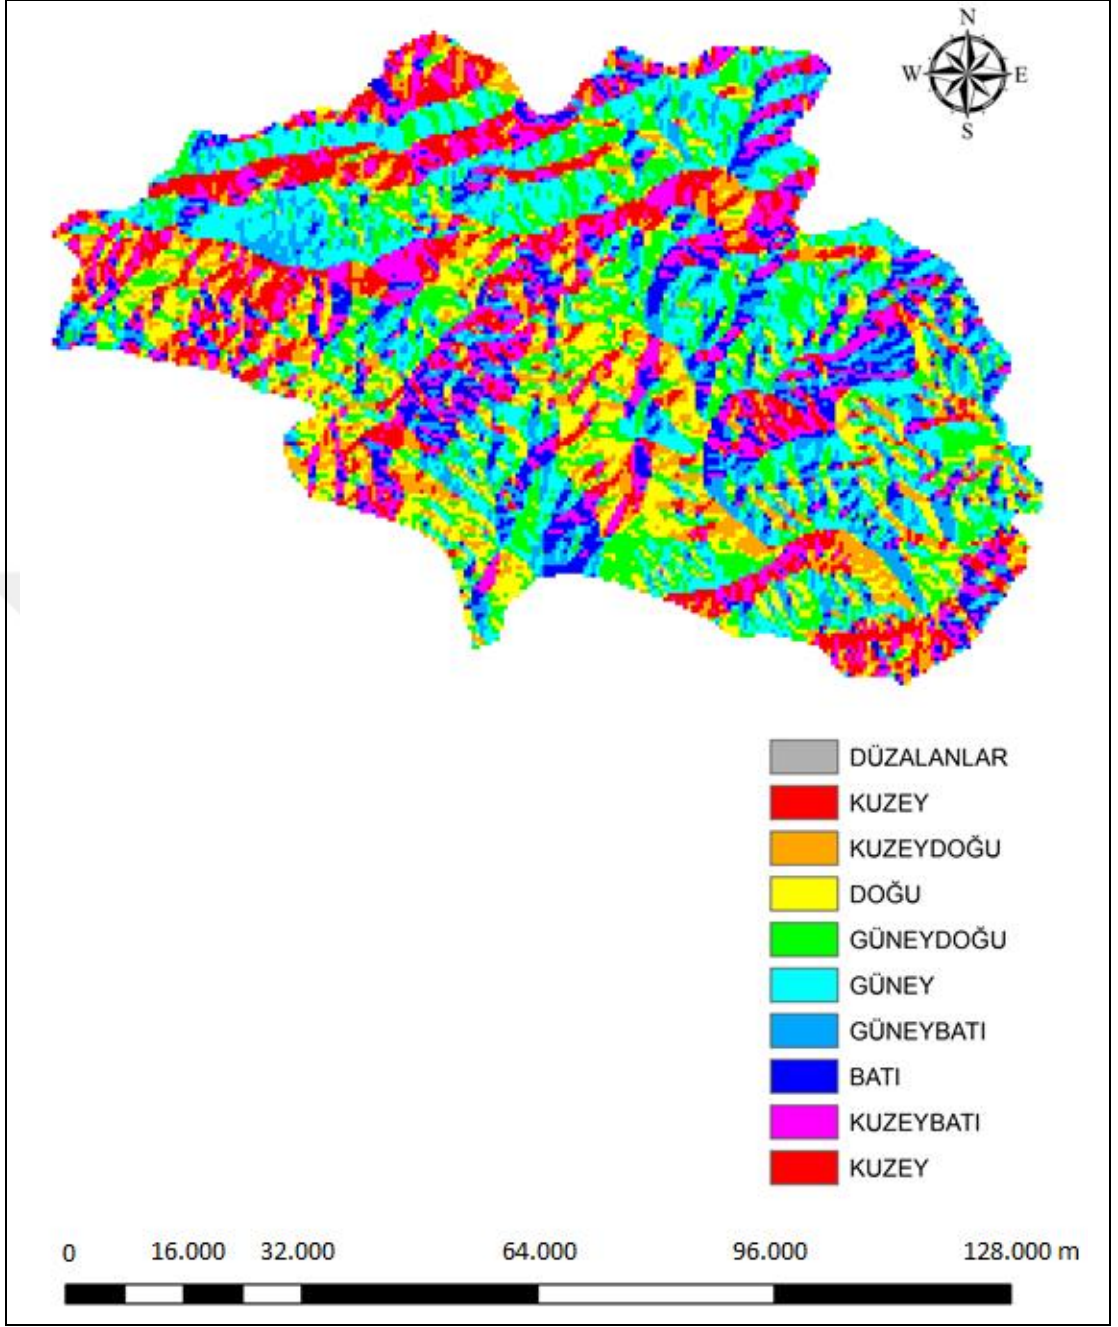 N
W E
S
DÜZALANLAR
KUZEY
KUZEYDOĞU
DOĞU
GÜNEYDOĞU
GÜNEY
GÜNEYBATI
BATI
KUZEYBATI
KUZEY
0 16.000 32.000 64.000 96.000 128.000 m